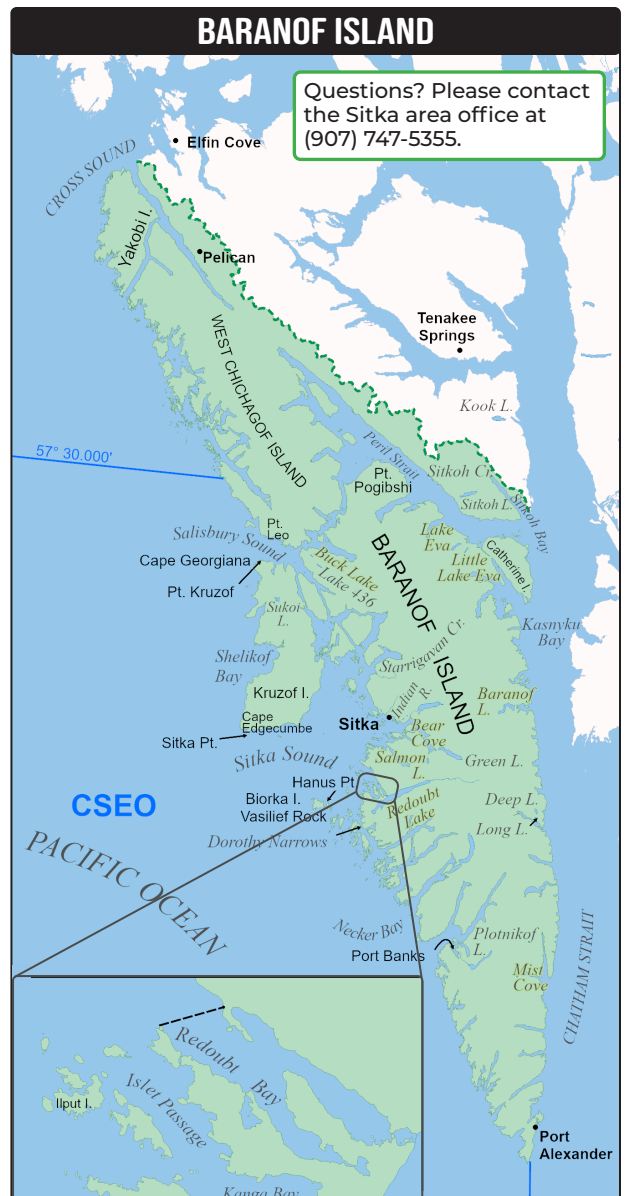 BARANOF ISLAND
Questions? Please contact
the Sitka area office at
(907) 747-5355.
Elfin Cove
CROSS SOUND
Yakobi I.
Pelican
Tenakee
Springs
WEST CHICHAGOF ISLAND
Kook L.
57° 30.000'
Peril Strait
Sitkoh Cr.
Pt.
Pogibshi
Sitkoh L.
Sitkoh Bay
Pt.
Leo
Salisbury Sound
Lake
Eva
Little
Lake Eva
Catherine I.
BARANOF ISLAND
Cape Georgiana
Buck Lake
Lake 436
Pt. Kruzof
Sukoi
L.
Kasnyku
Bay
Starrigavan Cr.
Shelikof
Bay
Indian
R.
Kruzof I.
Baranof
L.
Cape
Edgecumbe
Sitka
Bear
Cove
Sitka Pt.
Sitka Sound
Salmon
L.
Green L.
Hanus Pt
Biorka I.
Vasilief Rock
Redoubt
Lake
Deep L.
CSEO
Long L.
Dorothy Narrows
PACIFIC OCEAN
Necker Bay
Port Banks
Plotnikof
L.
CHATHAM STRAIT
Mist
Cove
Redoubt Bay
Ilput I.
Islet Passage
Port
Alexander
Kanga Bay